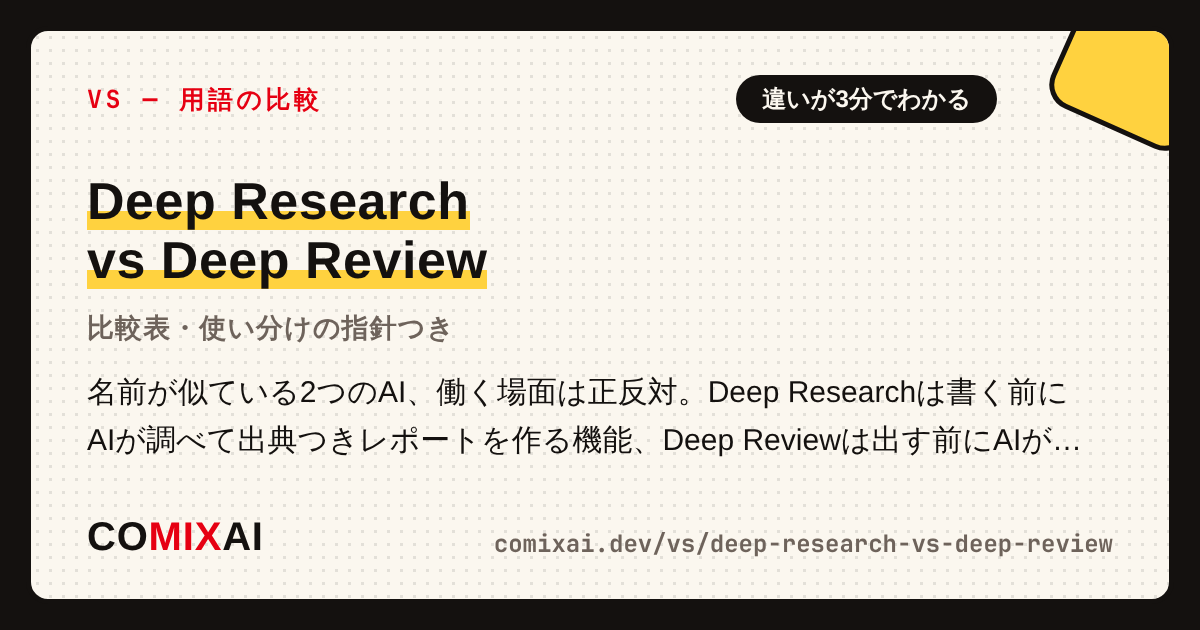 VS — 用語の比較
違いが3分でわかる
Deep Research
vs Deep Review
比較表・使い分けの指針つき
名前が似ている2つのAI、働く場面は正反対。Deep Researchは書く前に
AIが調べて出典つきレポートを作る機能、Deep Reviewは出す前にAIが…
COMIXAI
comixai.dev/vs/deep-research-vs-deep-review